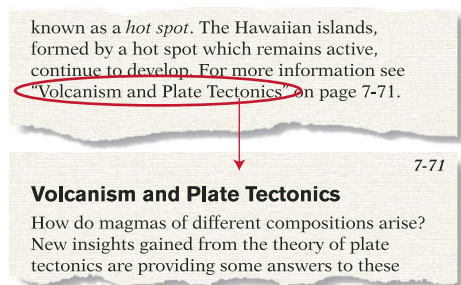 known as a hot spot. The Hawaiian islands,
formed by a hot spot which remains active,
continue to develop. For more information see
“Volcanism and Plate Tectonics” on page 7-71.
7-71
Volcanism and Plate Tectonics
How do magmas of different compositions arise?
New insights gained from the theory of plate
tectonics are providing some answers to these